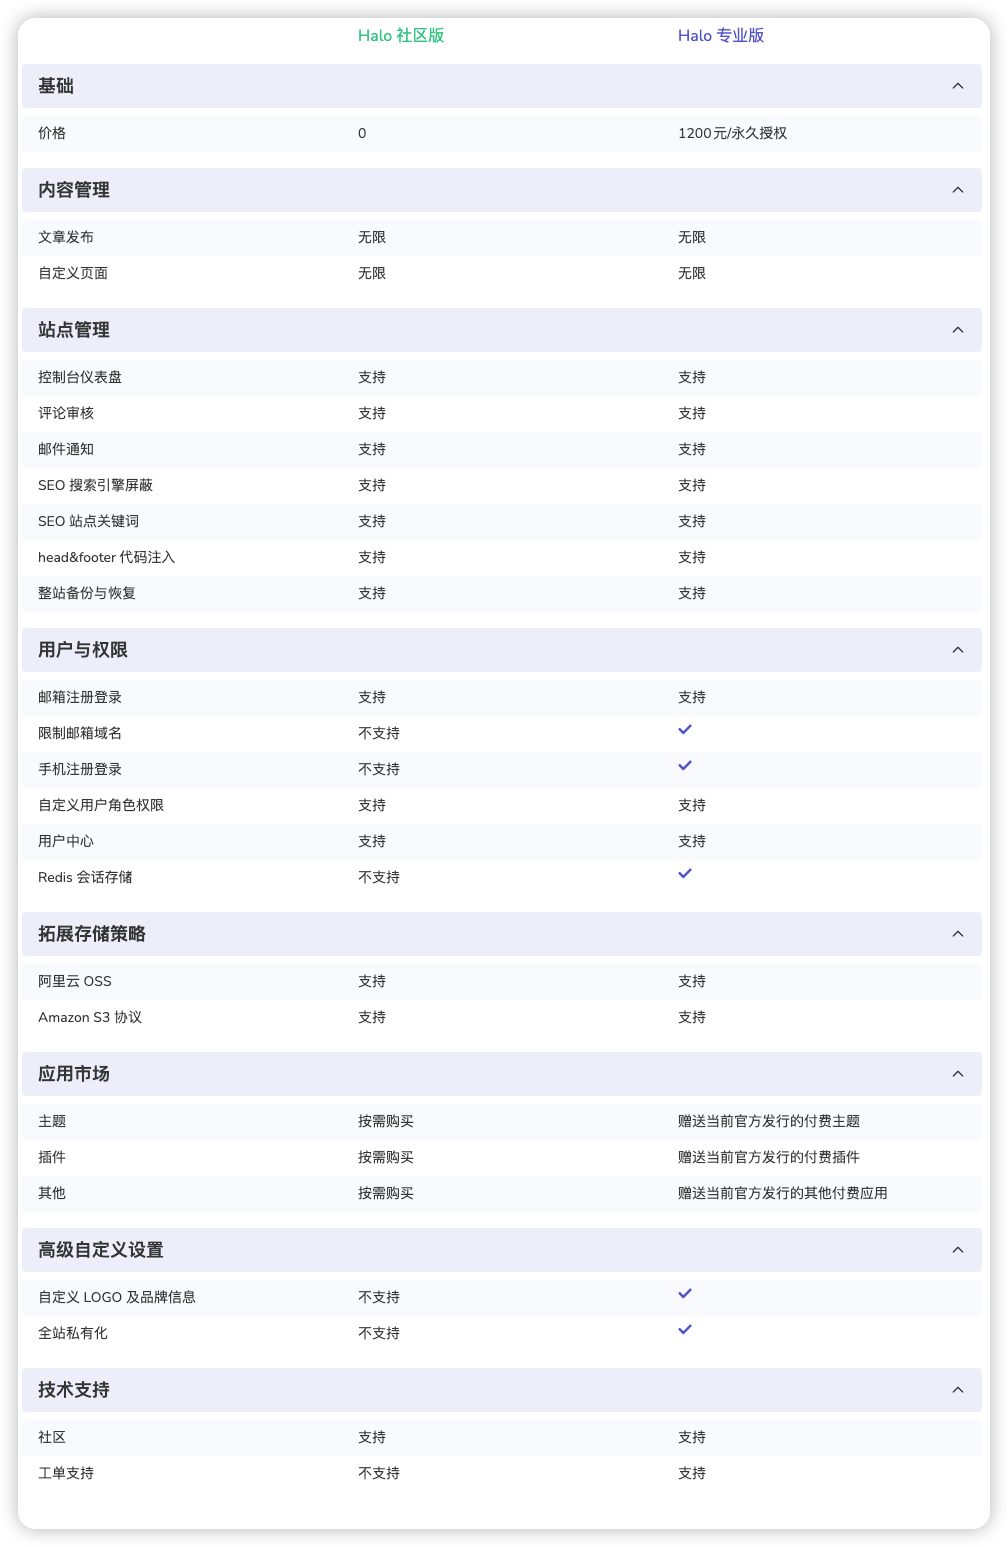 Halo 社区版 Halo 专业版
基础
价格 0 1200元/永久授权
内容管理
文章发布 无限 无限
自定义页面 无限 无限
站点管理
控制台仪表盘 支持 支持
评论审核 支持 支持
邮件通知 支持 支持
SEO 搜索引擎屏蔽 支持 支持
SEO 站点关键词 支持 支持
head&footer 代码注入 支持 支持
整站备份与恢复 支持 支持
用户与权限
邮箱注册登录 支持 支持
限制邮箱域名 不支持
手机注册登录 不支持
自定义用户角色权限 支持 支持
用户中心 支持 支持
Redis 会话存储 不支持
拓展存储策略
阿里云 OSS 支持 支持
Amazon S3 协议 支持 支持
应用市场
主题 按需购买 赠送当前官方发行的付费主题
插件 按需购买 赠送当前官方发行的付费插件
其他 按需购买 赠送当前官方发行的其他付费应用
高级自定义设置
自定义 LOGO 及品牌信息 不支持
全站私有化 不支持
技术支持
社区 支持 支持
工单支持 不支持 支持